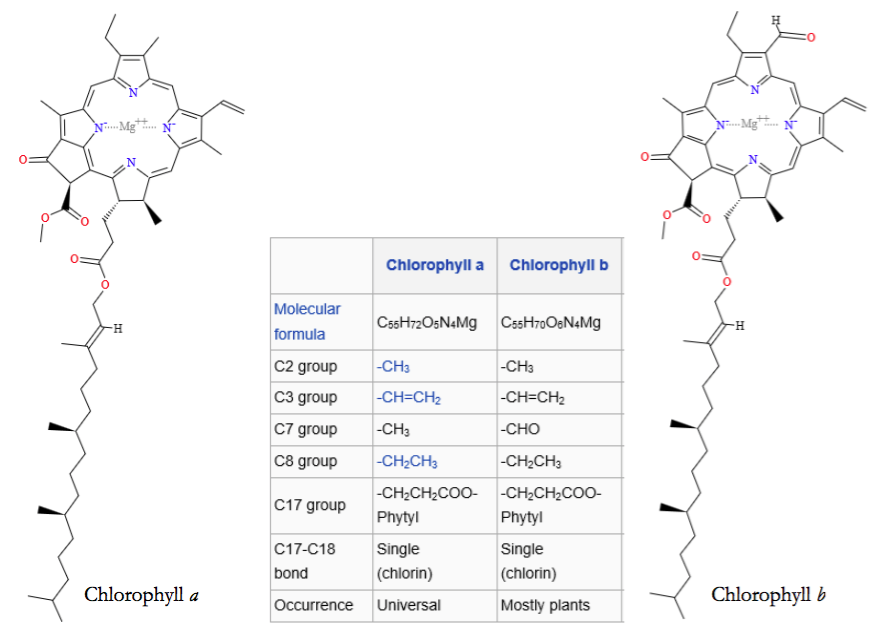 H
O
N
N⁻
Mg⁺⁺
N⁻
N
O
O
O
O
O
H
Chlorophyll a
Chlorophyll a Chlorophyll b
Molecular formula C₅₅H₇₂O₅N₄Mg C₅₅H₇₀O₆N₄Mg
C2 group -CH₃ -CH₃
C3 group -CH=CH₂ -CH=CH₂
C7 group -CH₃ -CHO
C8 group -CH₂CH₃ -CH₂CH₃
C17 group -CH₂CH₂COO-Phytyl -CH₂CH₂COO-Phytyl
C17-C18 bond Single (chlorin) Single (chlorin)
Occurrence Universal Mostly plants
N
N⁻
Mg⁺⁺
N⁻
N
O
O
O
O
O
H
Chlorophyll b